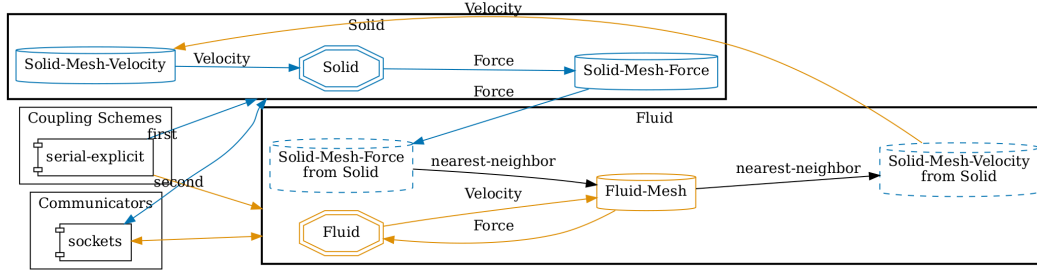 Velocity
Solid
Solid-Mesh-Velocity
Velocity
Solid
Force
Solid-Mesh-Force
Force
Coupling Schemes
first
serial-explicit
second
Communicators
sockets
Fluid
Solid-Mesh-Force
from Solid
nearest-neighbor
Fluid-Mesh
nearest-neighbor
Solid-Mesh-Velocity
from Solid
Velocity
Fluid
Force